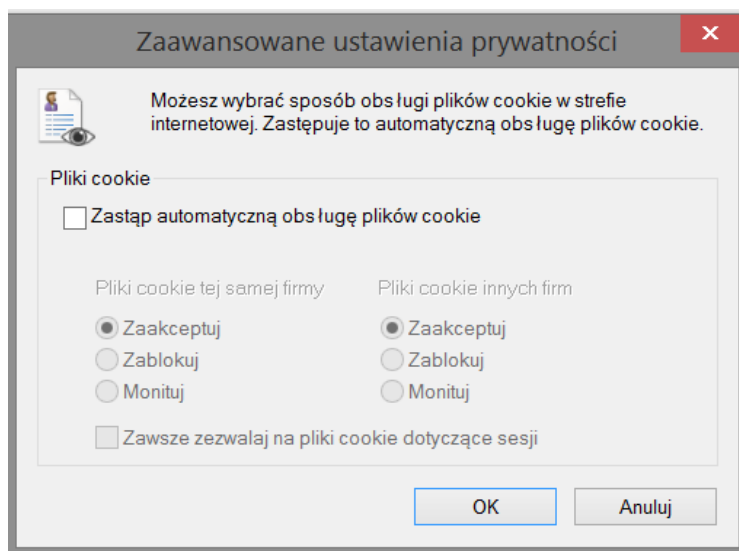 Zaawansowane ustawienia prywatności
Możesz wybrać sposób obsługi plików cookie w strefie
internetowej. Zastępuje to automatyczną obsługę plików cookie.
Pliki cookie
Zastąp automatyczną obsługę plików cookie
Pliki cookie tej samej firmy Pliki cookie innych firm
Zaakceptuj Zaakceptuj
Zablokuj Zablokuj
Monituj Monituj
Zawsze zezwalaj na pliki cookie dotyczące sesji
OK Anuluj